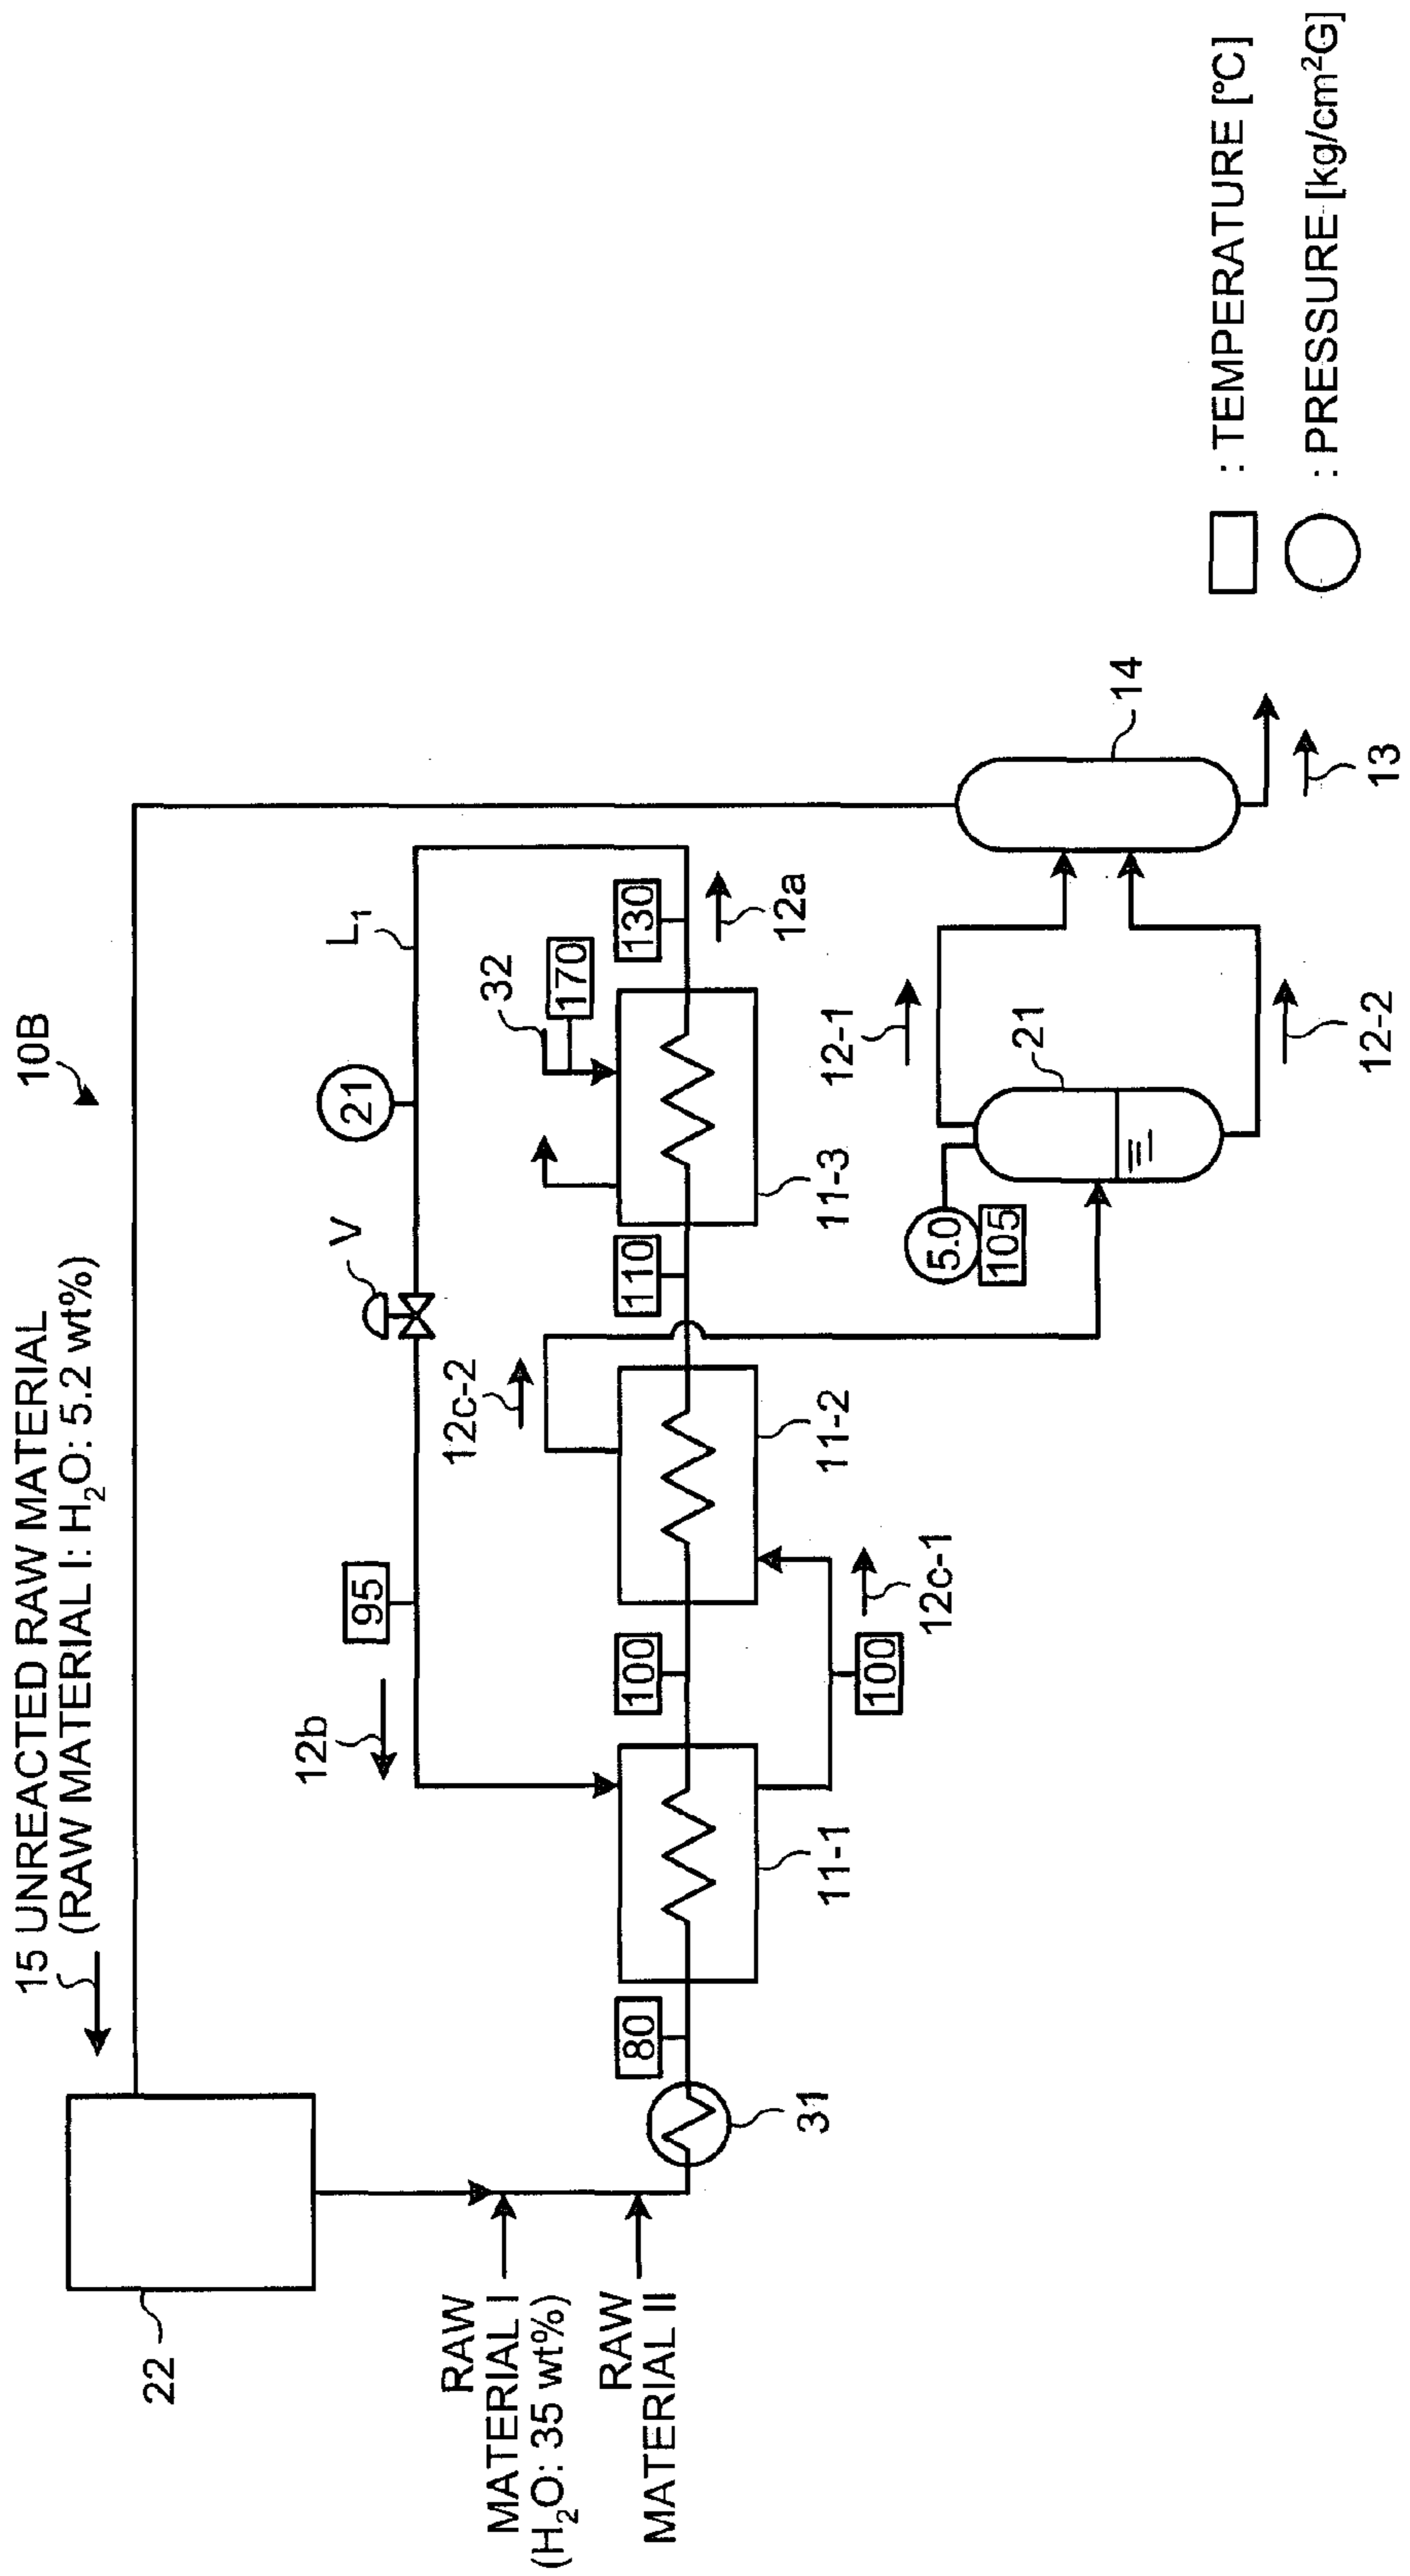 10B
15 UNREACTED RAW MATERIAL
(RAW MATERIAL I: H₂O: 5.2 wt%)
22
L₁
21
V
95
12b
32
170
12c-2
80
100
110
130
12a
31
11-1
11-2
11-3
100
12c-1
12-1
5.0
105
21
12-2
14
13
RAW
MATERIAL I
(H₂O: 35 wt%)
RAW
MATERIAL II
: TEMPERATURE [°C]
: PRESSURE [kg/cm²G]